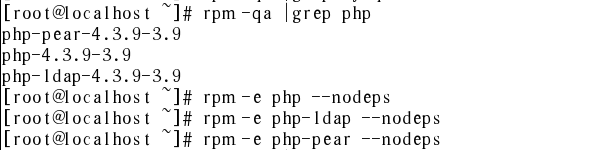 [root@localhost ~]# rpm -qa |grep php
php-pear-4.3.9-3.9
php-4.3.9-3.9
php-ldap-4.3.9-3.9
[root@localhost ~]# rpm -e php --nodeps
[root@localhost ~]# rpm -e php-ldap --nodeps
[root@localhost ~]# rpm -e php-pear --nodeps